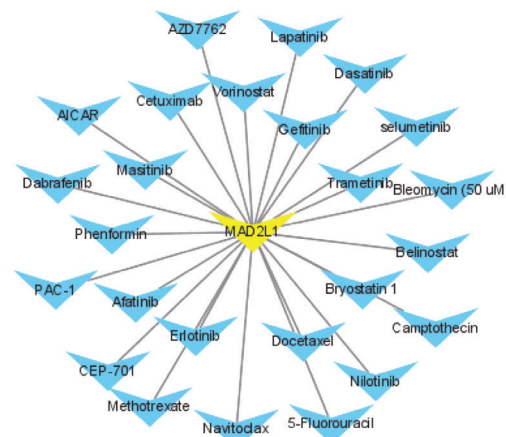 AZD7762
Lapatinib
Dasatinib
Cetuximab
Vorinostat
AICAR
Gefitinib
selumetinib
Masitinib
Dabrafenib
Trametinib
Bleomycin (50 uM
Phenformin
MAD2L1
Belinostat
PAC-1
Afatinib
Bryostatin 1
Camptothecin
Erlotinib
Docetaxel
CEP-701
Nilotinib
Methotrexate
Navitoclax
5-Fluorouracil